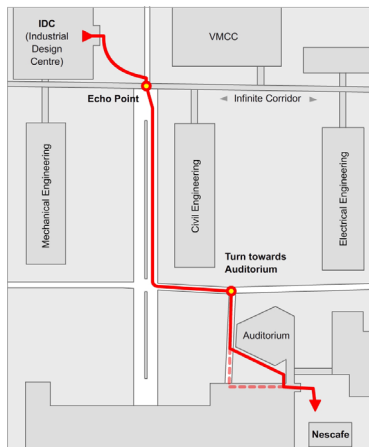 IDC
(Industrial
Design
Centre)
VMCC
Echo Point
Infinite Corridor
Mechanical Engineering
Civil Engineering
Electrical Engineering
Turn towards
Auditorium
Auditorium
Nescafe